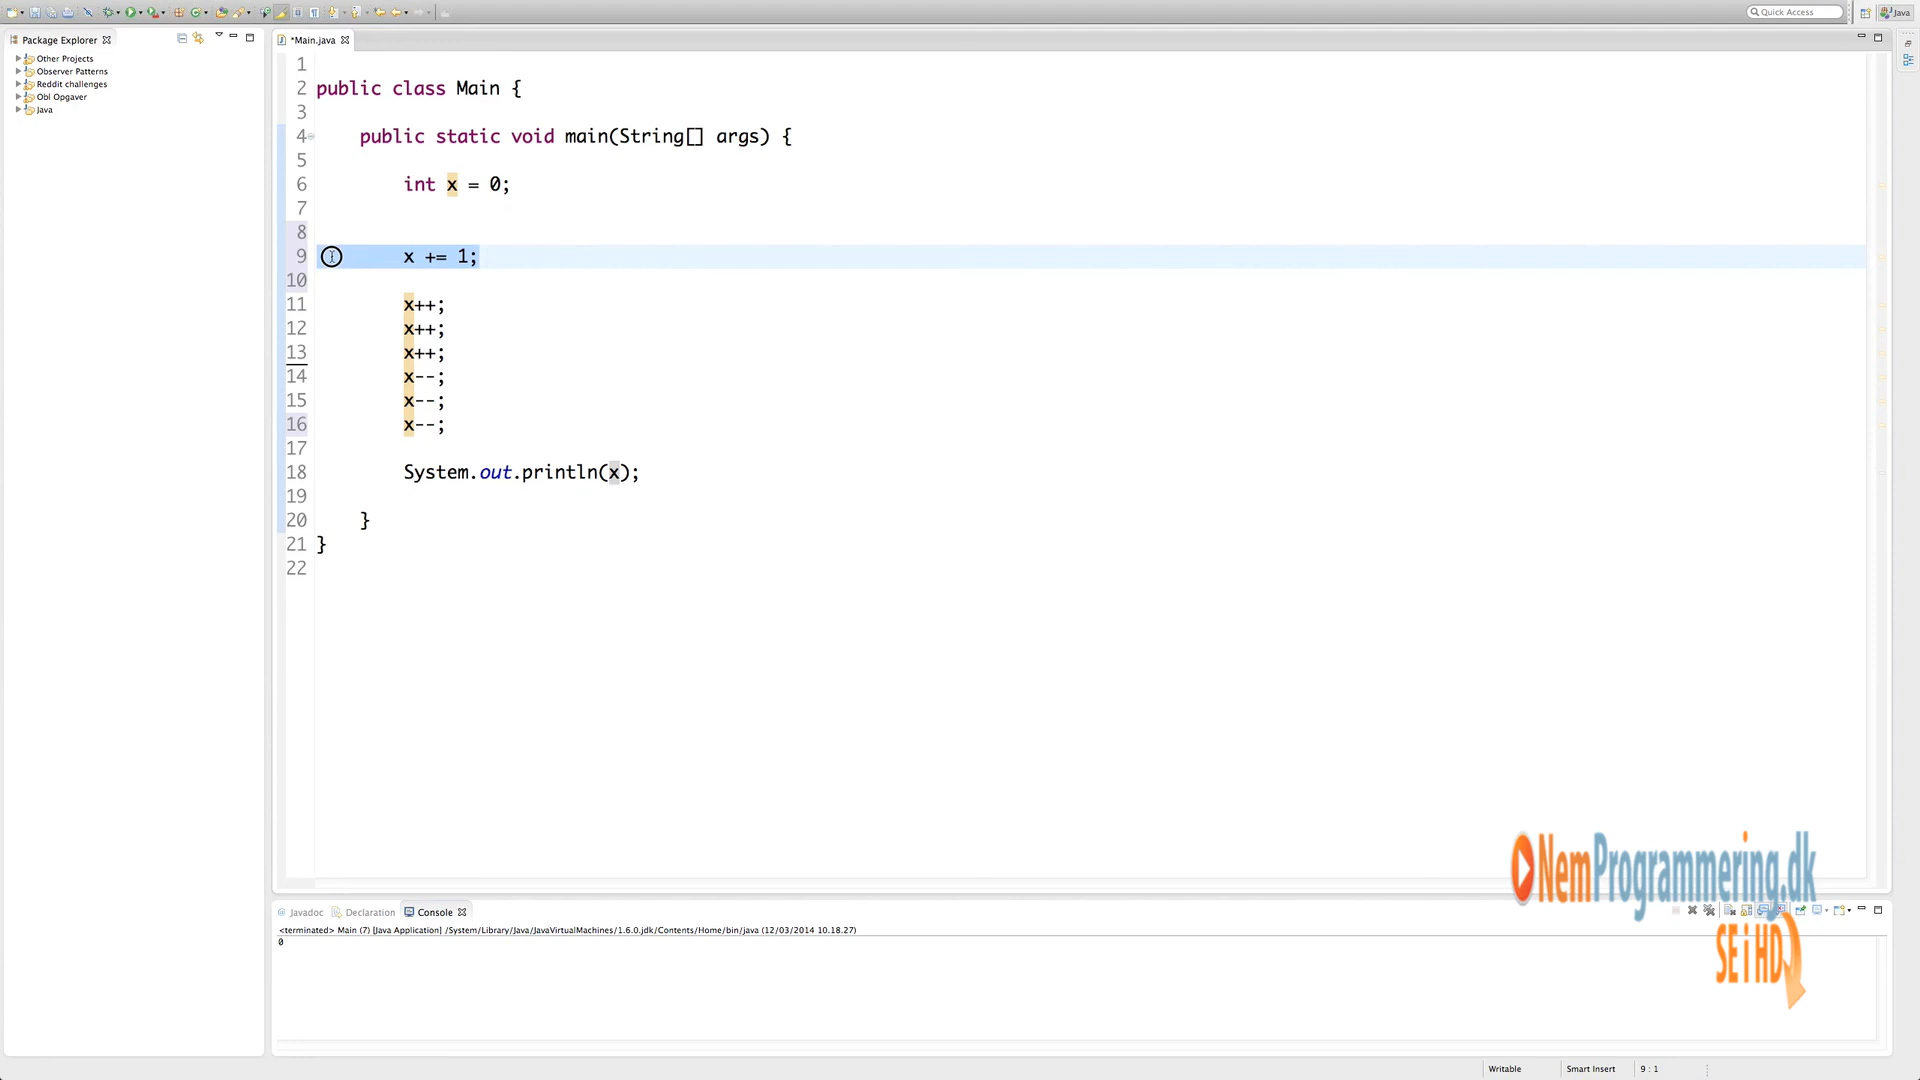 Quick Access
Java
Package Explorer
*Main.java
Other Projects
Observer Patterns
Reddit challenges
Obl Opgaver
Java
1
2 public class Main {
3
4 public static void main(String[] args) {
5
6 int x = 0;
7
8
9 x += 1;
10
11 x++;
12 x++;
13 x++;
14 x--;
15 x--;
16 x--;
17
18 System.out.println(x);
19
20 }
21 }
22
NemProgrammering.dk
SE i HD
Javadoc Declaration Console
<terminated> Main (7) [Java Application] /System/Library/Java/JavaVirtualMachines/1.6.0.jdk/Contents/Home/bin/java (12/03/2014 10.18.27)
0
Writable Smart Insert 9 : 1